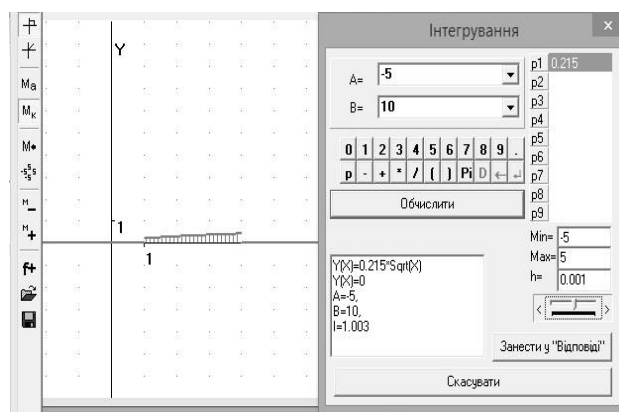 Y
1
1
Mа
Mк
M*
M−
M+
f+
Інтегрування
x
A= -5
B= 10
0 1 2 3 4 5 6 7 8 9 .
p - + * / ( ) Pi D ← ↵
Обчислити
p1 0.215
p2
p3
p4
p5
p6
p7
p8
p9
Min= -5
Max= 5
h= 0.001
< >
Y(X)=0.215*Sqrt(X)
Y(X)=0
A=-5,
B=10,
I=1.003
Занести у "Відповіді"
Скасувати